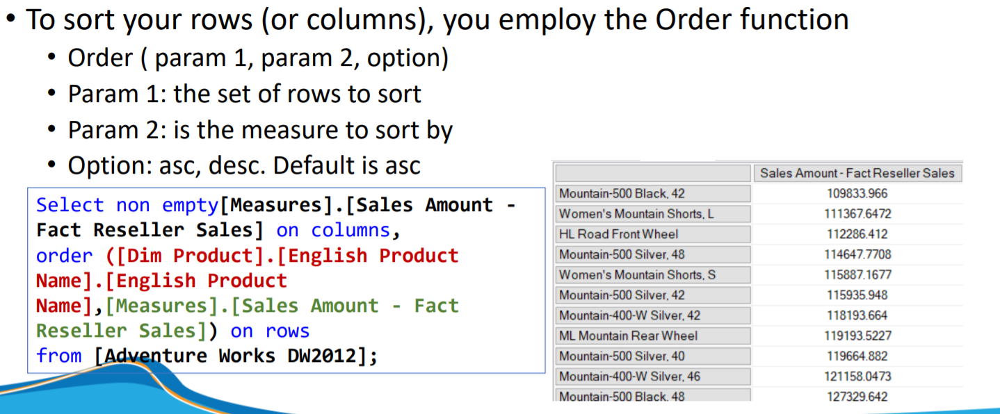 • To sort your rows (or columns), you employ the Order function
• Order ( param 1, param 2, option)
• Param 1: the set of rows to sort
• Param 2: is the measure to sort by
• Option: asc, desc. Default is asc
Select non empty[Measures].[Sales Amount -
Fact Reseller Sales] on columns,
order ([Dim Product].[English Product
Name].[English Product
Name],[Measures].[Sales Amount - Fact
Reseller Sales]) on rows
from [Adventure Works DW2012];
Sales Amount - Fact Reseller Sales
Mountain-500 Black, 42 109833.966
Women's Mountain Shorts, L 111367.6472
HL Road Front Wheel 112286.412
Mountain-500 Silver, 48 114647.7708
Women's Mountain Shorts, S 115887.1677
Mountain-500 Silver, 42 115935.948
Mountain-400-W Silver, 42 118193.664
ML Mountain Rear Wheel 119193.5227
Mountain-500 Silver, 40 119664.882
Mountain-400-W Silver, 46 121158.0473
Mountain-500 Black, 48 127329.642